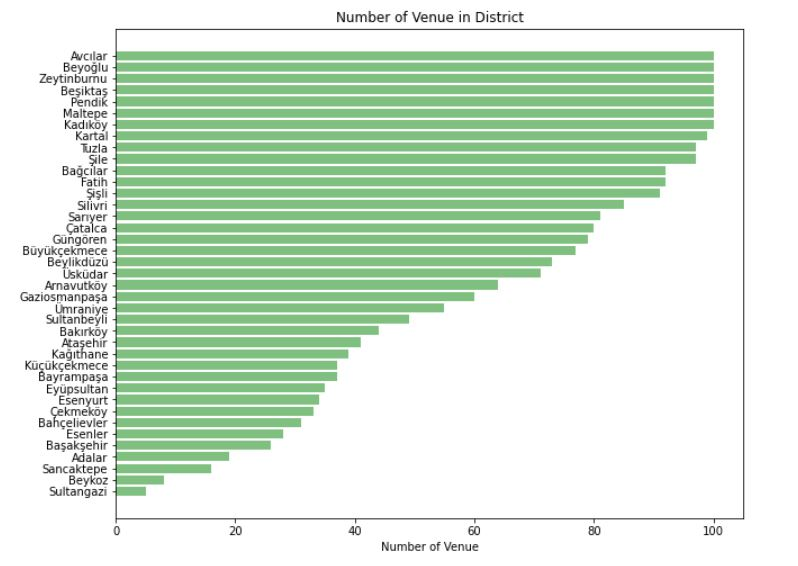 Number of Venue in District
Avcılar
Beyoğlu
Zeytinburnu
Beşiktaş
Pendik
Maltepe
Kadıköy
Kartal
Tuzla
Şile
Bağcılar
Fatih
Şişli
Silivri
Sarıyer
Çatalca
Güngören
Büyükçekmece
Beylikdüzü
Üsküdar
Arnavutköy
Gaziosmanpaşa
Ümraniye
Sultanbeyli
Bakırköy
Ataşehir
Kağıthane
Küçükçekmece
Bayrampaşa
Eyüpsultan
Esenyurt
Çekmeköy
Bahçelievler
Esenler
Başakşehir
Adalar
Sancaktepe
Beykoz
Sultangazi
0 20 40 60 80 100
Number of Venue